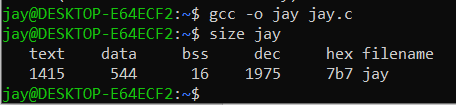 jay@DESKTOP-E64ECF2:~$ gcc -o jay jay.c
jay@DESKTOP-E64ECF2:~$ size jay
   text    data     bss     dec     hex filename
   1415     544      16    1975     7b7 jay
jay@DESKTOP-E64ECF2:~$